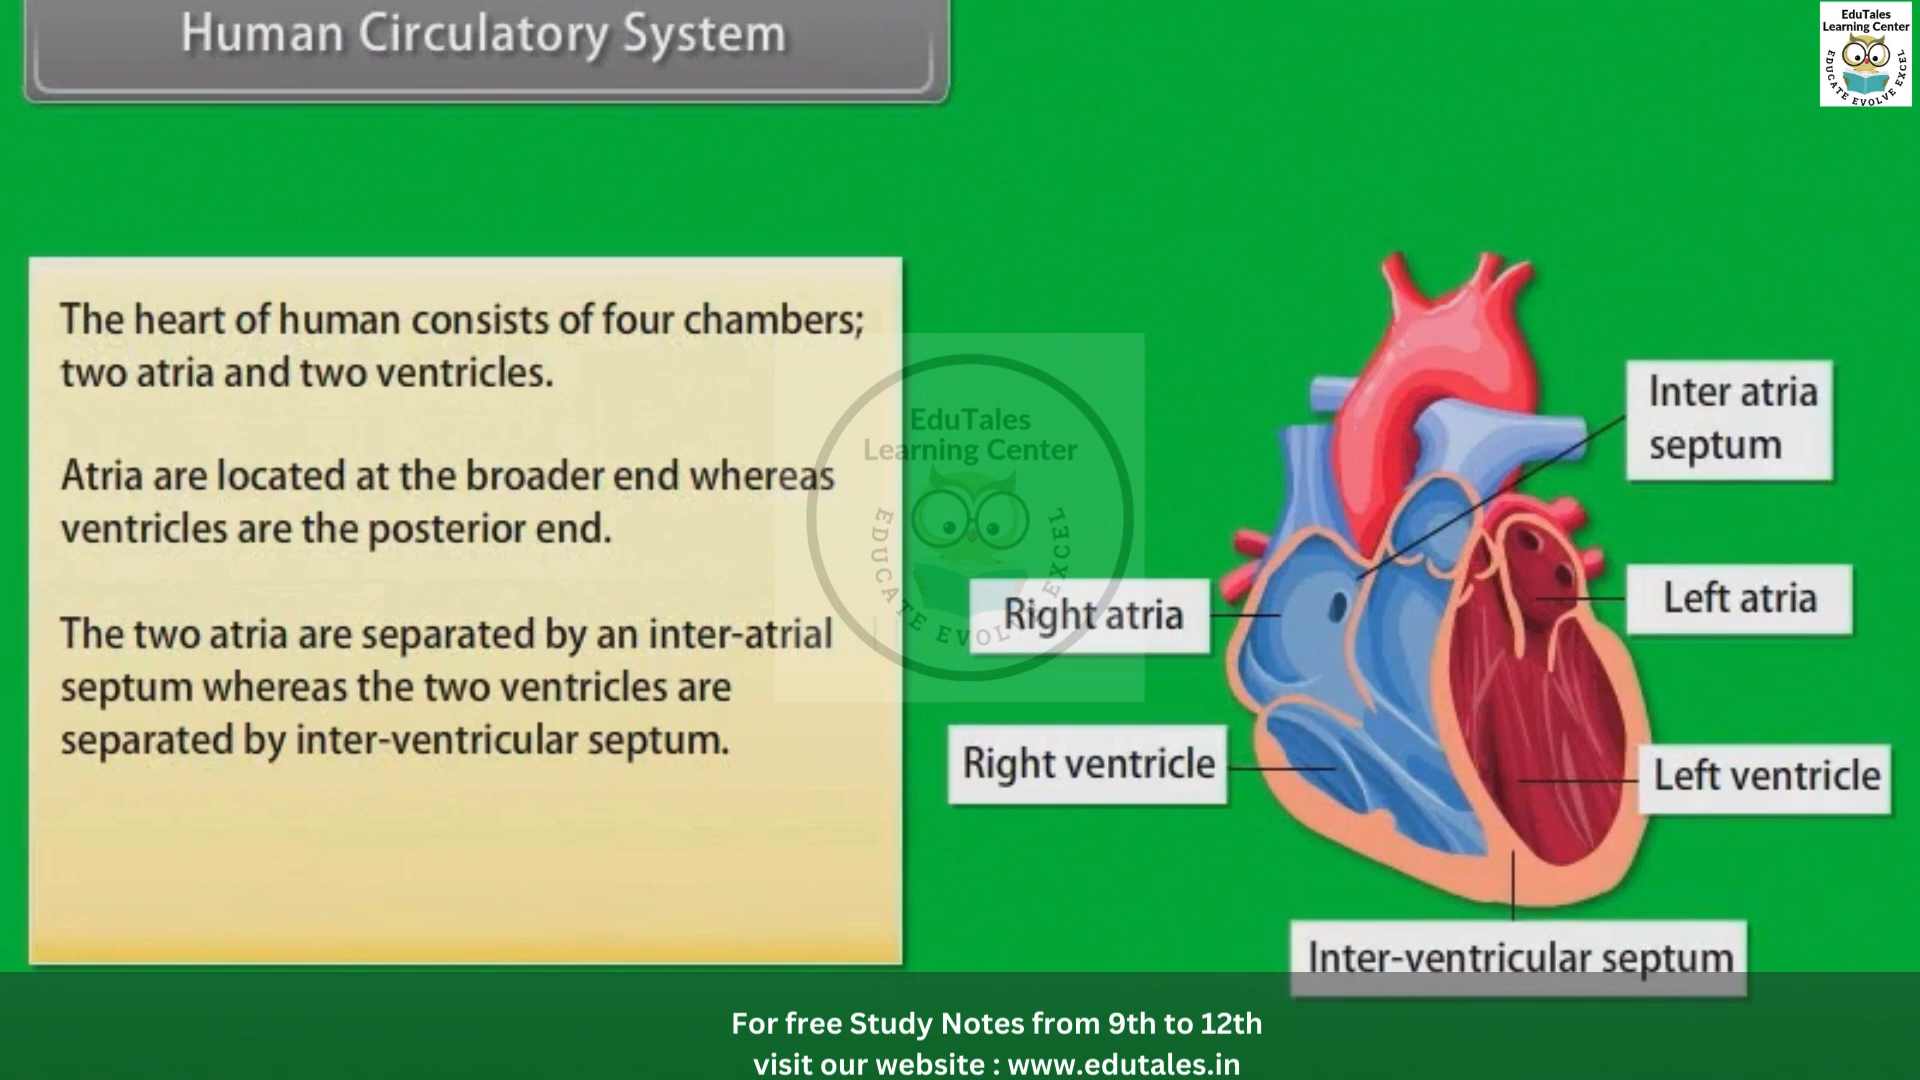 Human Circulatory System
EduTales
Learning Center
EDUCATE EVOLVE EXCEL
The heart of human consists of four chambers;
two atria and two ventricles.
Atria are located at the broader end whereas
ventricles are the posterior end.
The two atria are separated by an inter-atrial
septum whereas the two ventricles are
separated by inter-ventricular septum.
EduTales
Learning Center
EDUCATE EVOLVE EXCEL
Inter atria
septum
Right atria
Left atria
Right ventricle
Left ventricle
Inter-ventricular septum
For free Study Notes from 9th to 12th
visit our website : www.edutales.in